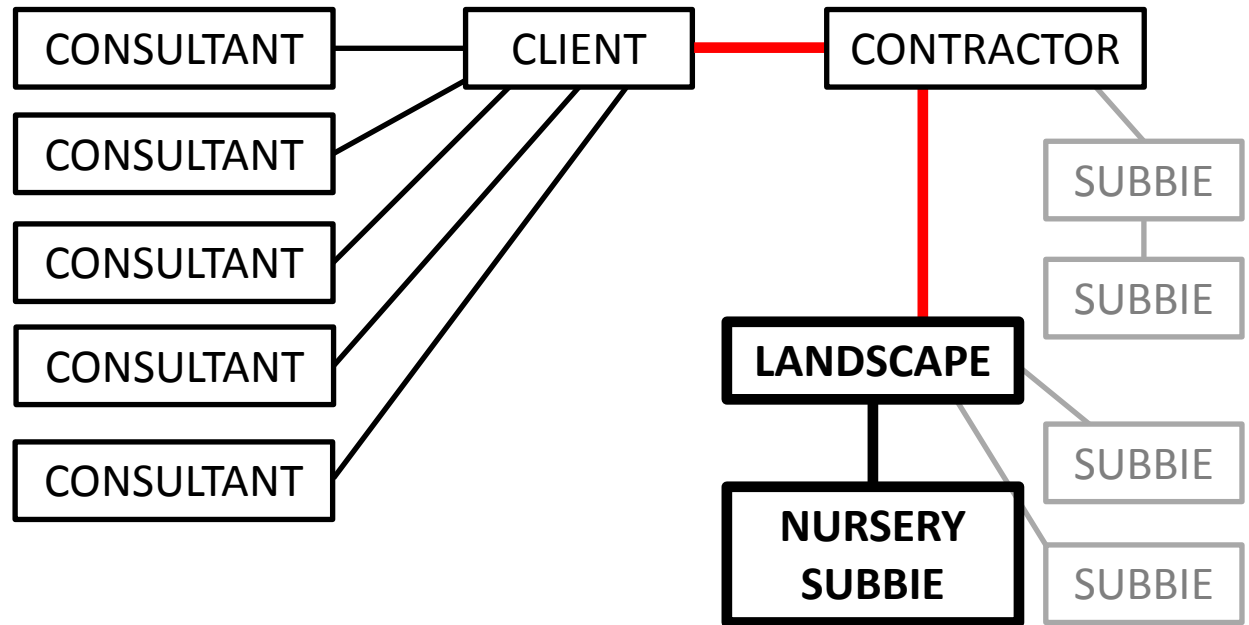 CONSULTANT
CLIENT
CONTRACTOR
CONSULTANT
SUBBIE
CONSULTANT
SUBBIE
CONSULTANT
LANDSCAPE
CONSULTANT
SUBBIE
NURSERY
SUBBIE
SUBBIE